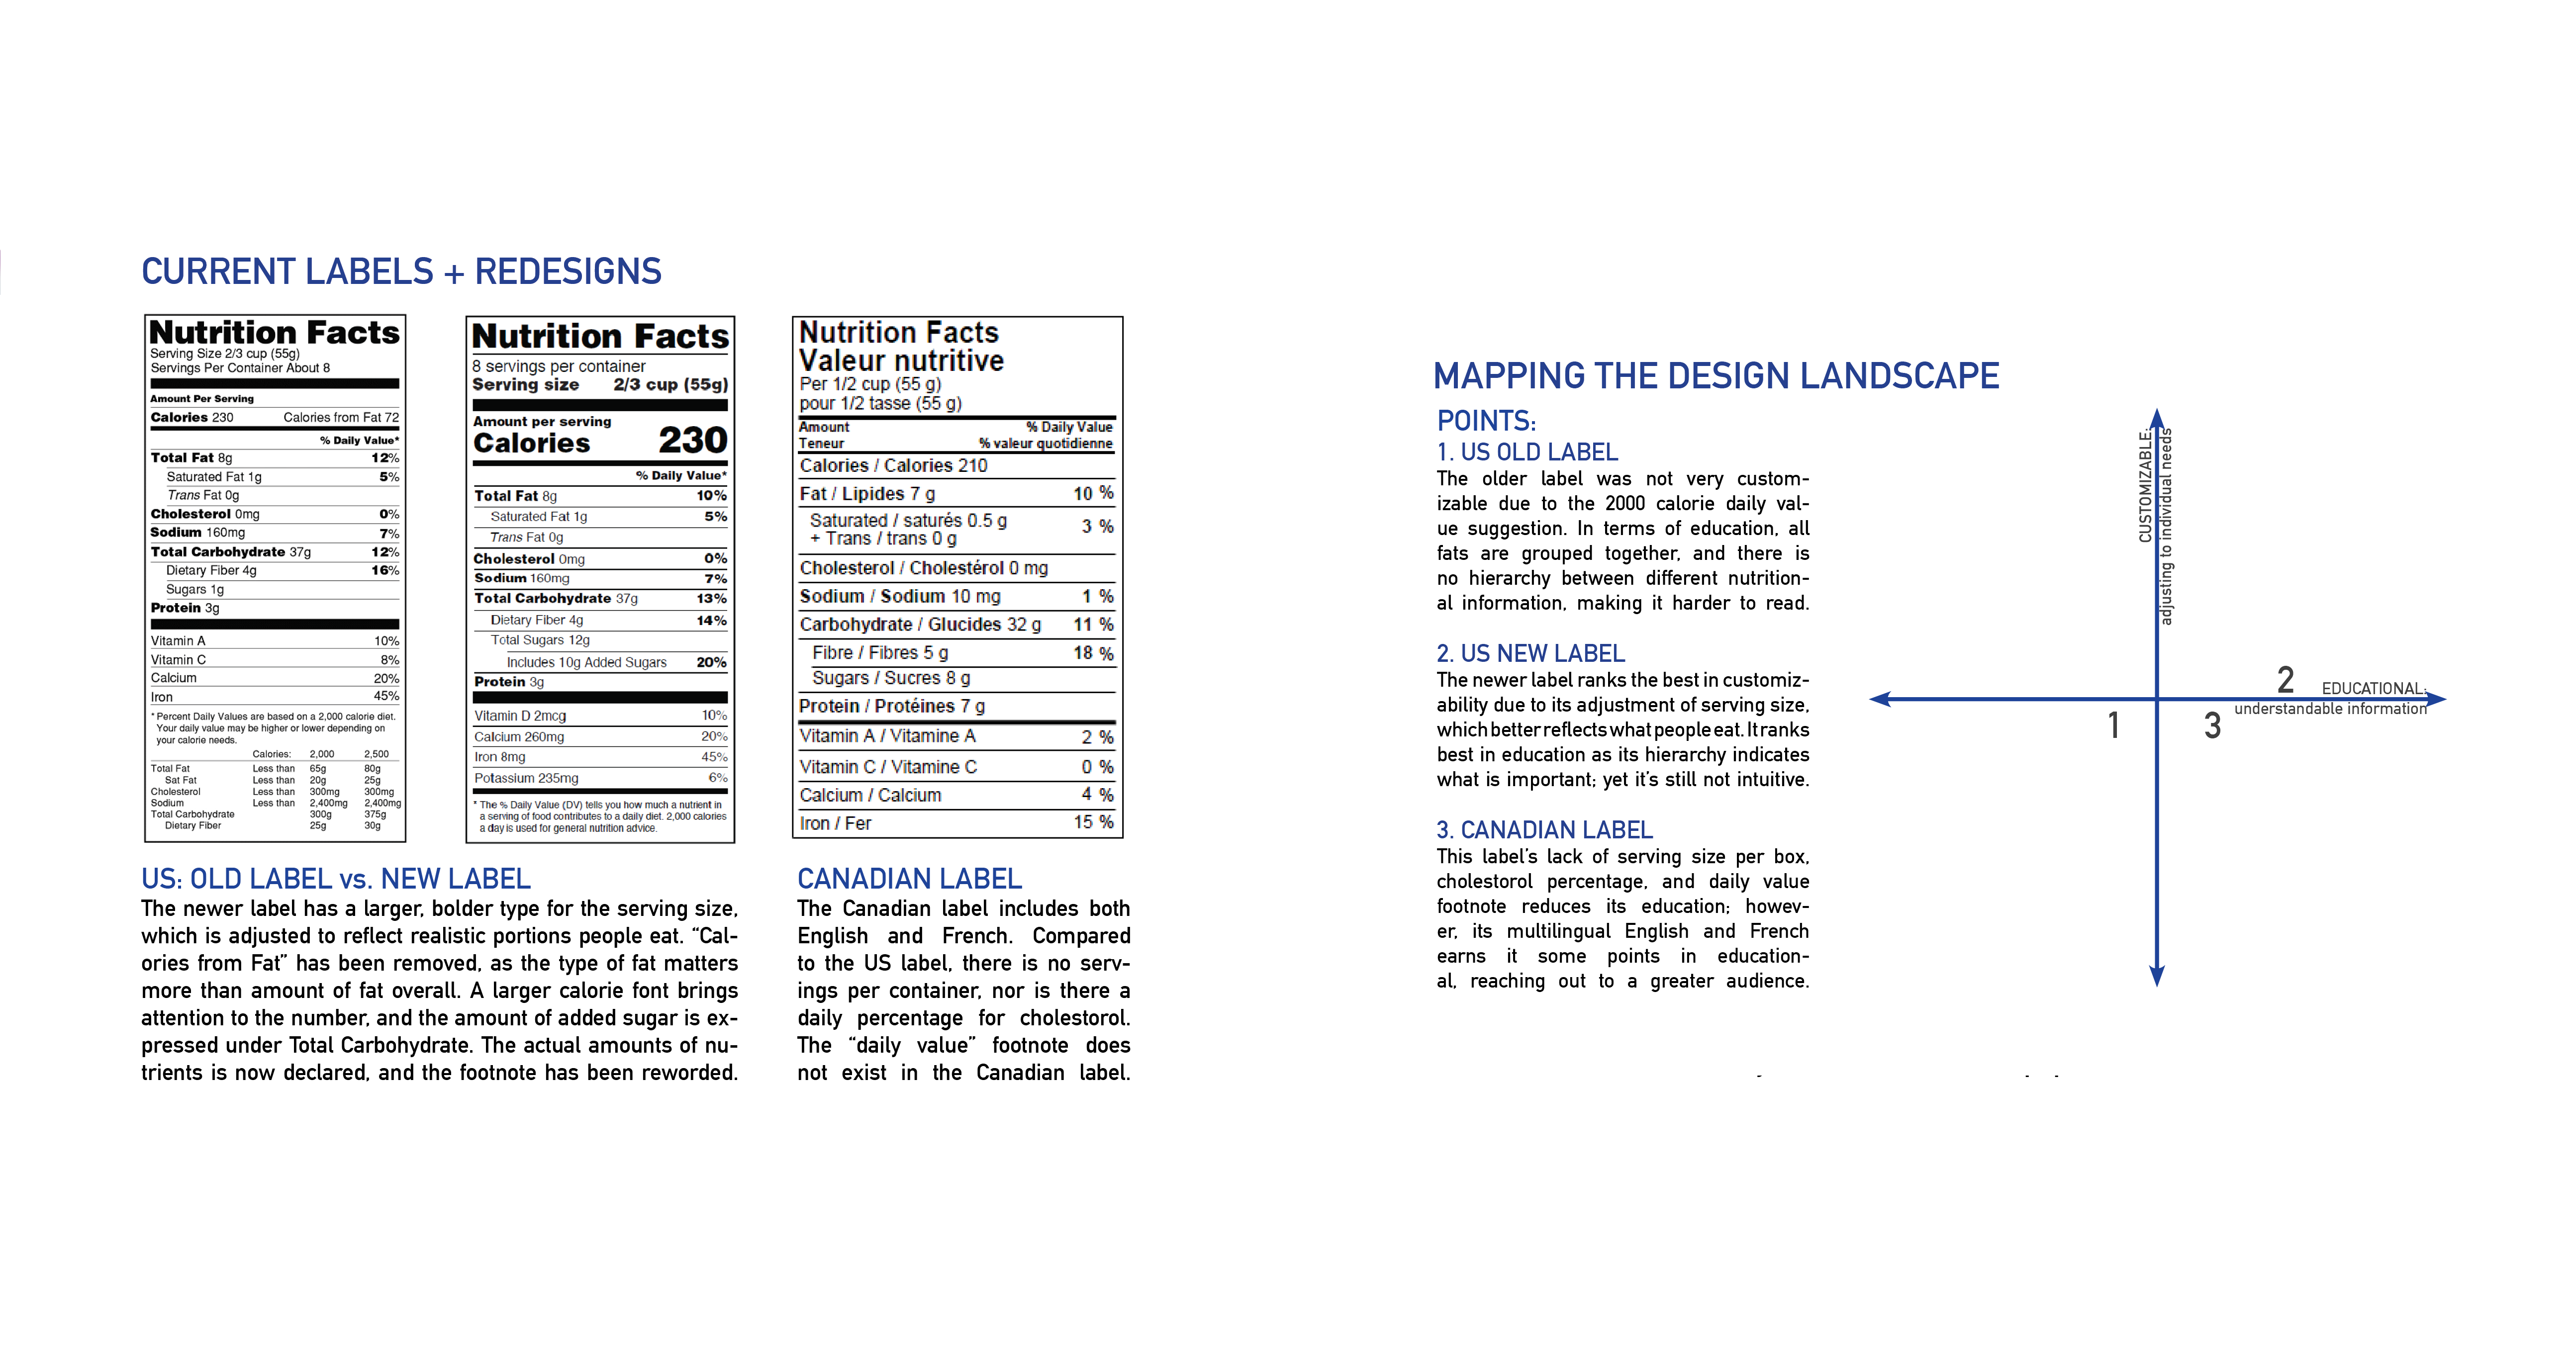 CURRENT LABELS + REDESIGNS
Nutrition Facts
Serving Size 2/3 cup (55g)
Servings Per Container About 8
Amount Per Serving
Calories 230 Calories from Fat 72
% Daily Value*
Total Fat 8g 12%
Saturated Fat 1g 5%
Trans Fat 0g
Cholesterol 0mg 0%
Sodium 160mg 7%
Total Carbohydrate 37g 12%
Dietary Fiber 4g 16%
Sugars 1g
Protein 3g
Vitamin A 10%
Vitamin C 8%
Calcium 20%
Iron 45%
* Percent Daily Values are based on a 2,000 calorie diet.
Your daily value may be higher or lower depending on
your calorie needs.
Calories: 2,000 2,500
Total Fat Less than 65g 80g
Sat Fat Less than 20g 25g
Cholesterol Less than 300mg 300mg
Sodium Less than 2,400mg 2,400mg
Total Carbohydrate 300g 375g
Dietary Fiber 25g 30g
Nutrition Facts
8 servings per container
Serving size 2/3 cup (55g)
Amount per serving
Calories 230
% Daily Value*
Total Fat 8g 10%
Saturated Fat 1g 5%
Trans Fat 0g
Cholesterol 0mg 0%
Sodium 160mg 7%
Total Carbohydrate 37g 13%
Dietary Fiber 4g 14%
Total Sugars 12g
Includes 10g Added Sugars 20%
Protein 3g
Vitamin D 2mcg 10%
Calcium 260mg 20%
Iron 8mg 45%
Potassium 235mg 6%
* The % Daily Value (DV) tells you how much a nutrient in
a serving of food contributes to a daily diet. 2,000 calories
a day is used for general nutrition advice.
Nutrition Facts
Valeur nutritive
Per 1/2 cup (55 g)
pour 1/2 tasse (55 g)
Amount % Daily Value
Teneur % valeur quotidienne
Calories / Calories 210
Fat / Lipides 7 g 10 %
Saturated / saturés 0.5 g 3 %
+ Trans / trans 0 g
Cholesterol / Cholestérol 0 mg
Sodium / Sodium 10 mg 1 %
Carbohydrate / Glucides 32 g 11 %
Fibre / Fibres 5 g 18 %
Sugars / Sucres 8 g
Protein / Protéines 7 g
Vitamin A / Vitamine A 2 %
Vitamin C / Vitamine C 0 %
Calcium / Calcium 4 %
Iron / Fer 15 %
US: OLD LABEL vs. NEW LABEL
The newer label has a larger, bolder type for the serving size,
which is adjusted to reflect realistic portions people eat. “Cal-
ories from Fat” has been removed, as the type of fat matters
more than amount of fat overall. A larger calorie font brings
attention to the number, and the amount of added sugar is ex-
pressed under Total Carbohydrate. The actual amounts of nu-
trients is now declared, and the footnote has been reworded.
CANADIAN LABEL
The Canadian label includes both
English and French. Compared
to the US label, there is no serv-
ings per container, nor is there a
daily percentage for cholestorol.
The “daily value” footnote does
not exist in the Canadian label.
MAPPING THE DESIGN LANDSCAPE
POINTS:
1. US OLD LABEL
The older label was not very custom-
izable due to the 2000 calorie daily val-
ue suggestion. In terms of education, all
fats are grouped together, and there is
no hierarchy between different nutrition-
al information, making it harder to read.
2. US NEW LABEL
The newer label ranks the best in customiz-
ability due to its adjustment of serving size,
which better reflects what people eat. It ranks
best in education as its hierarchy indicates
what is important; yet it’s still not intuitive.
3. CANADIAN LABEL
This label’s lack of serving size per box,
cholestorol percentage, and daily value
footnote reduces its education; howev-
er, its multilingual English and French
earns it some points in education-
al, reaching out to a greater audience.
CUSTOMIZABLE:
adjusting to individual needs
2
EDUCATIONAL:
understandable information
1
3